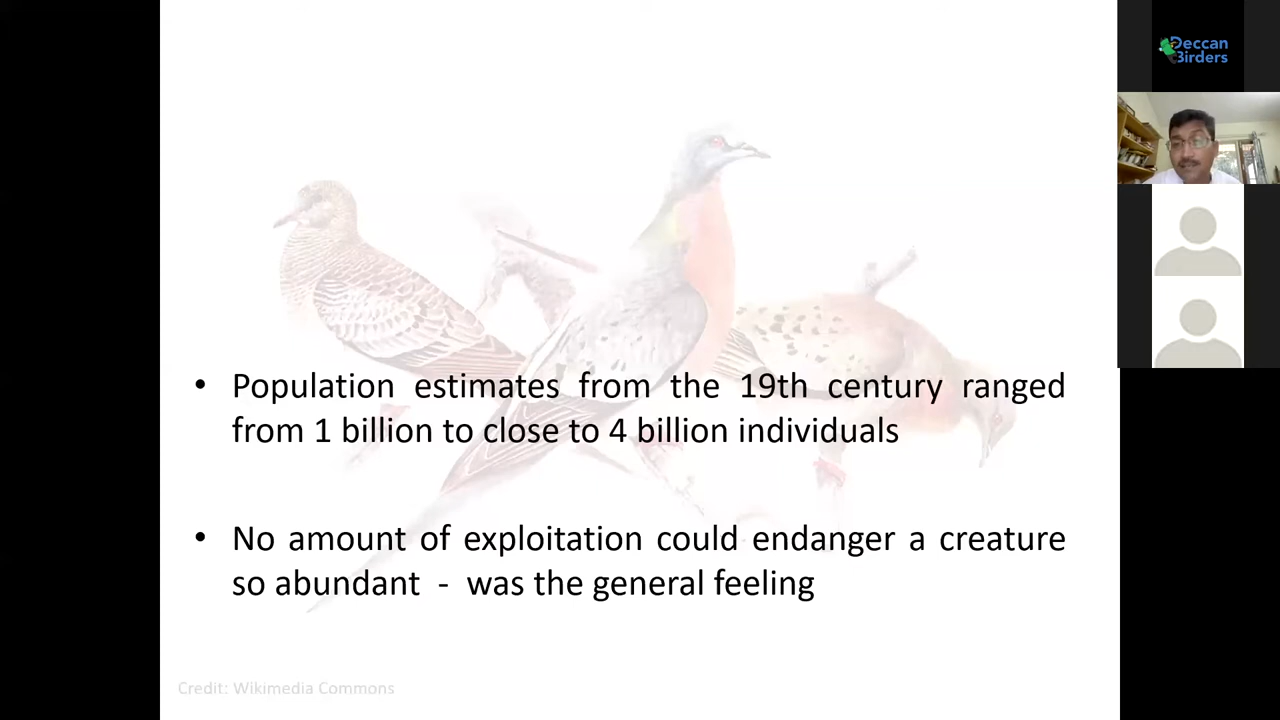 • Population estimates from the 19th century ranged
from 1 billion to close to 4 billion individuals
• No amount of exploitation could endanger a creature
so abundant - was the general feeling
Credit: Wikimedia Commons
Deccan
Birders